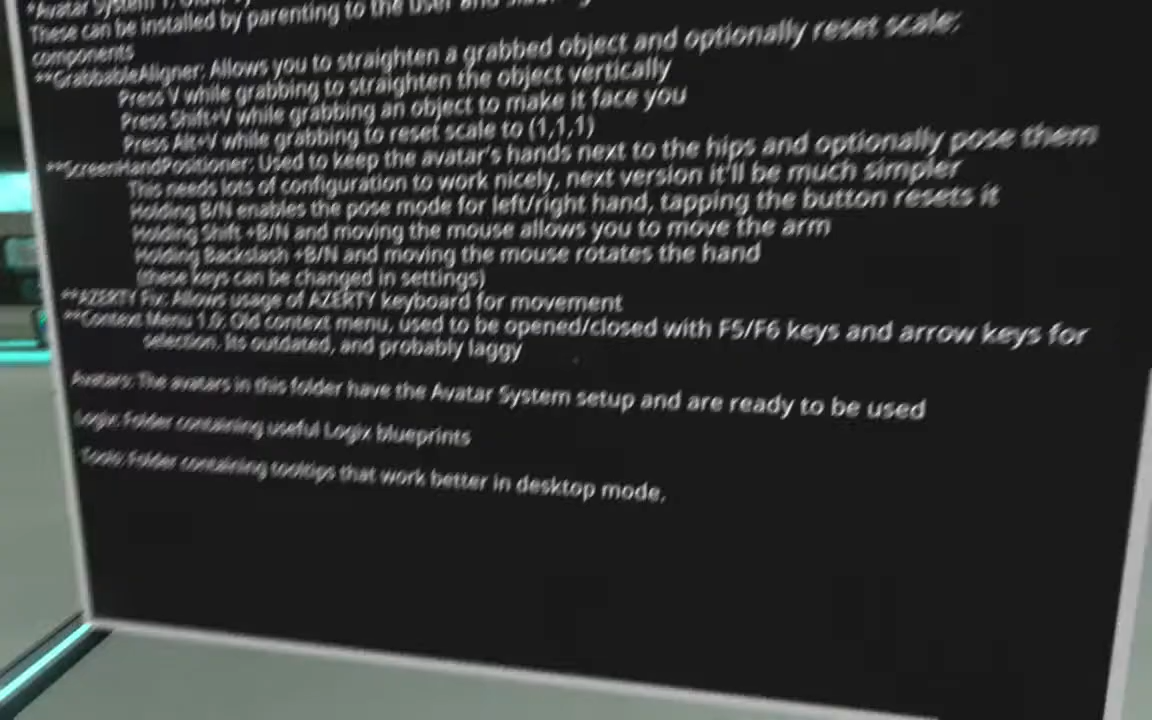 *Avatar System 1,
These can be installed by parenting to the user and
components
**GrabbableAligner: Allows you to straighten a grabbed object and optionally reset scale:
Press V while grabbing to straighten the object vertically
Press Shift+V while grabbing an object to make it face you
Press Alt+V while grabbing to reset scale to (1,1,1)
**ScreenHandPositioner: Used to keep the avatar's hands next to the hips and optionally pose them
This needs lots of configuration to work nicely, next version it'll be much simpler
Holding B/N enables the pose mode for left/right hand, tapping the button resets it
Holding Shift +B/N and moving the mouse allows you to move the arm
Holding Backslash +B/N and moving the mouse rotates the hand
(these keys can be changed in settings)
**AZERTY Fix: Allows usage of AZERTY keyboard for movement
**Context Menu 1.0: Old context menu, used to be opened/closed with F5/F6 keys and arrow keys for
selection. Its outdated, and probably laggy
Avatars: The avatars in this folder have the Avatar System setup and are ready to be used
Logix: Folder containing useful Logix blueprints
Tools: Folder containing tooltips that work better in desktop mode,